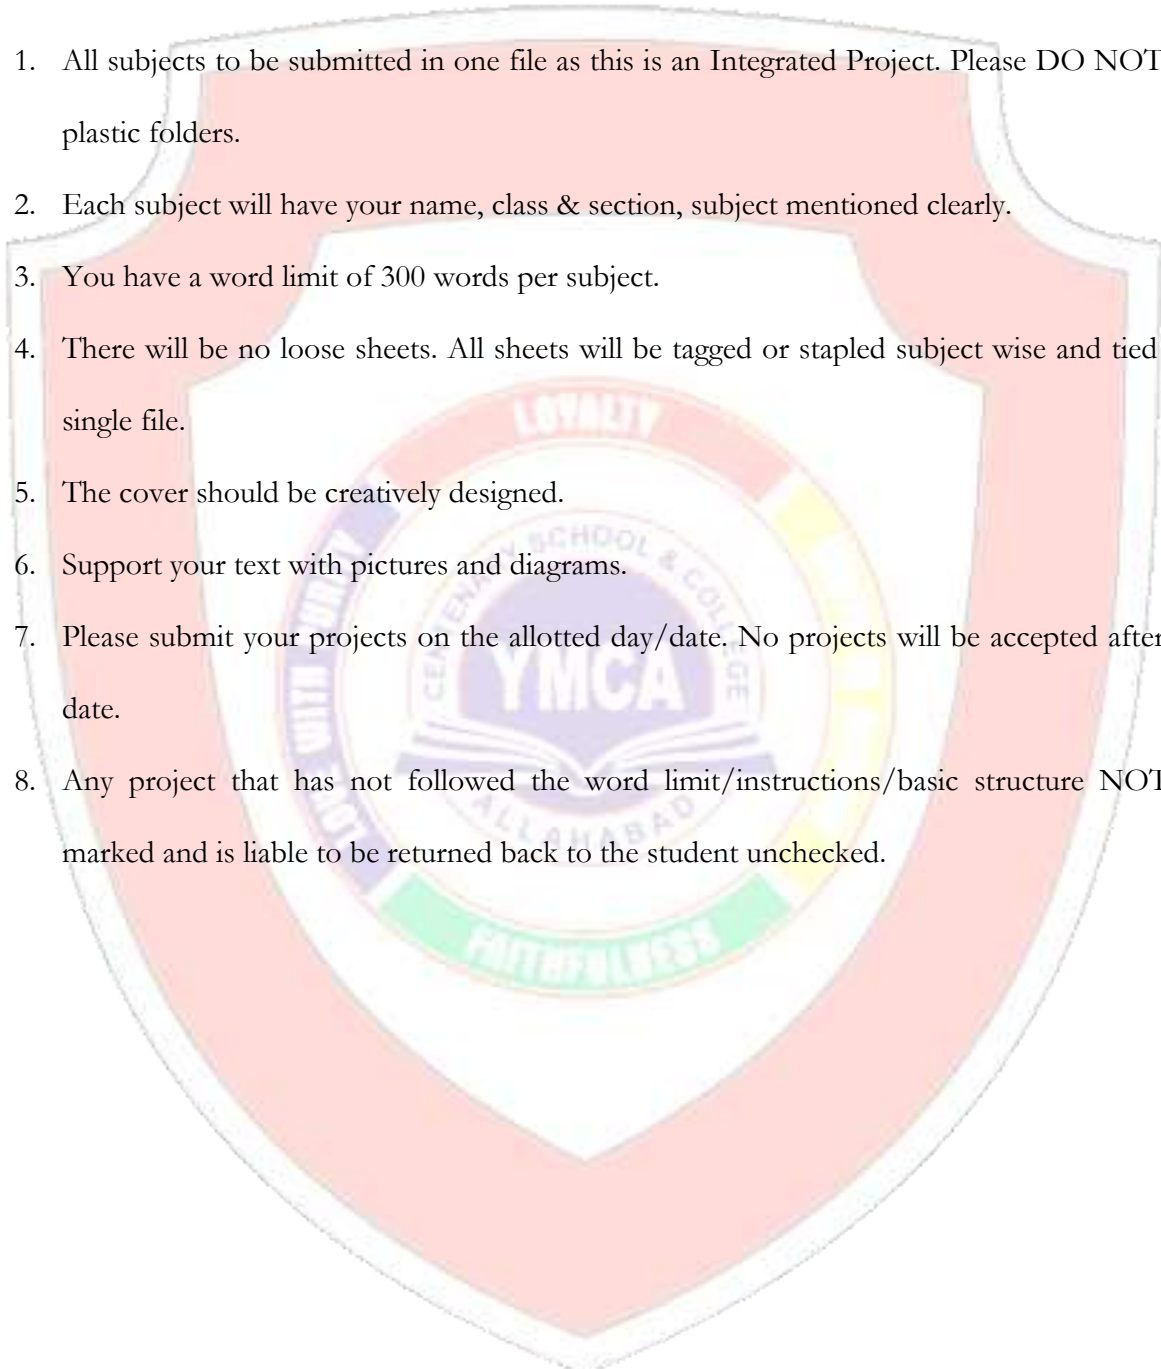 1. All subjects to be submitted in one file as this is an Integrated Project. Please DO NOT
plastic folders.
2. Each subject will have your name, class & section, subject mentioned clearly.
3. You have a word limit of 300 words per subject.
4. There will be no loose sheets. All sheets will be tagged or stapled subject wise and tied
single file.
LOYALTY
5. The cover should be creatively designed.
CENTENARY SCHOOL & COLLEGE
6. Support your text with pictures and diagrams.
7. Please submit your projects on the allotted day/date. No projects will be accepted after
YMCA
WITH PURITY
date.
8. Any project that has not followed the word limit/instructions/basic structure NOT
ALLAHABAD
marked and is liable to be returned back to the student unchecked.
FAITHFULNESS